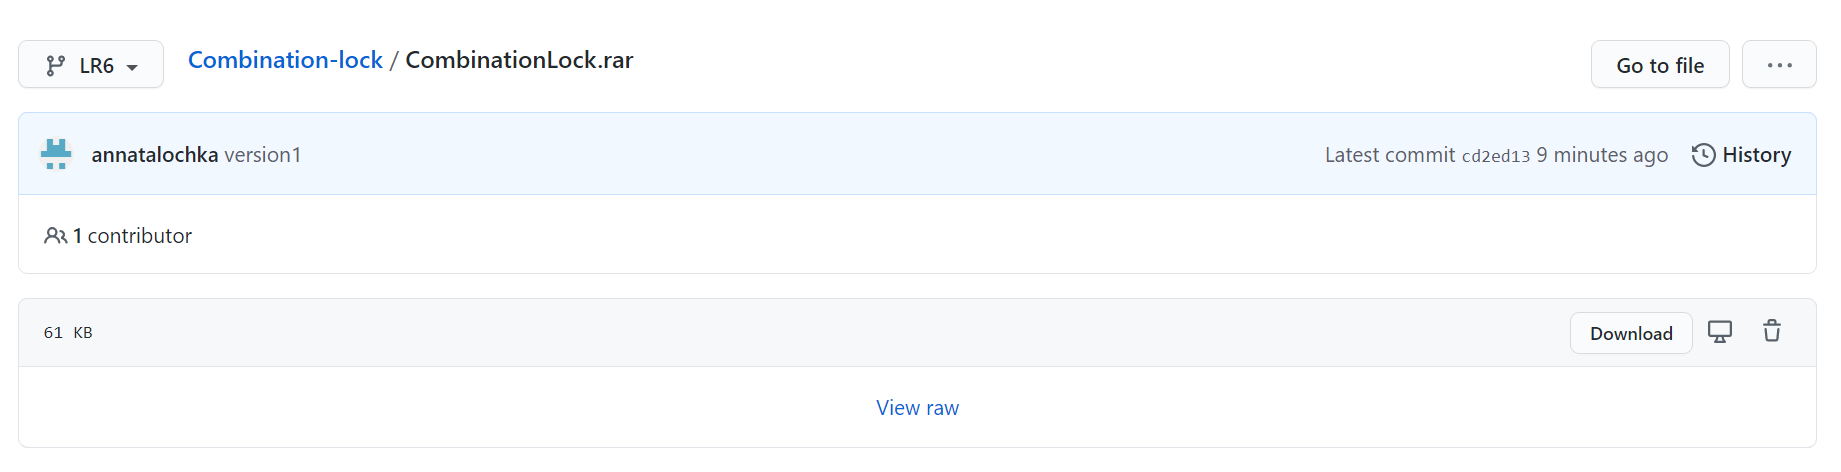 LR6 Combination-lock / CombinationLock.rar Go to file ...
annatalochka version1 Latest commit cd2ed13 9 minutes ago History
1 contributor
61 KB Download
View raw